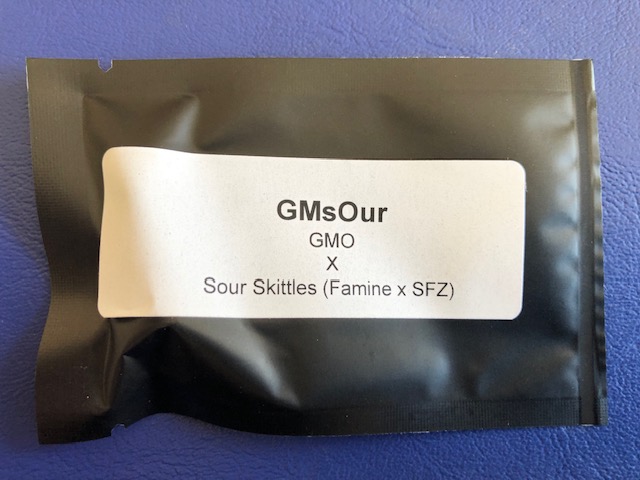 GMsOur
GMO
X
Sour Skittles (Famine x SFZ)